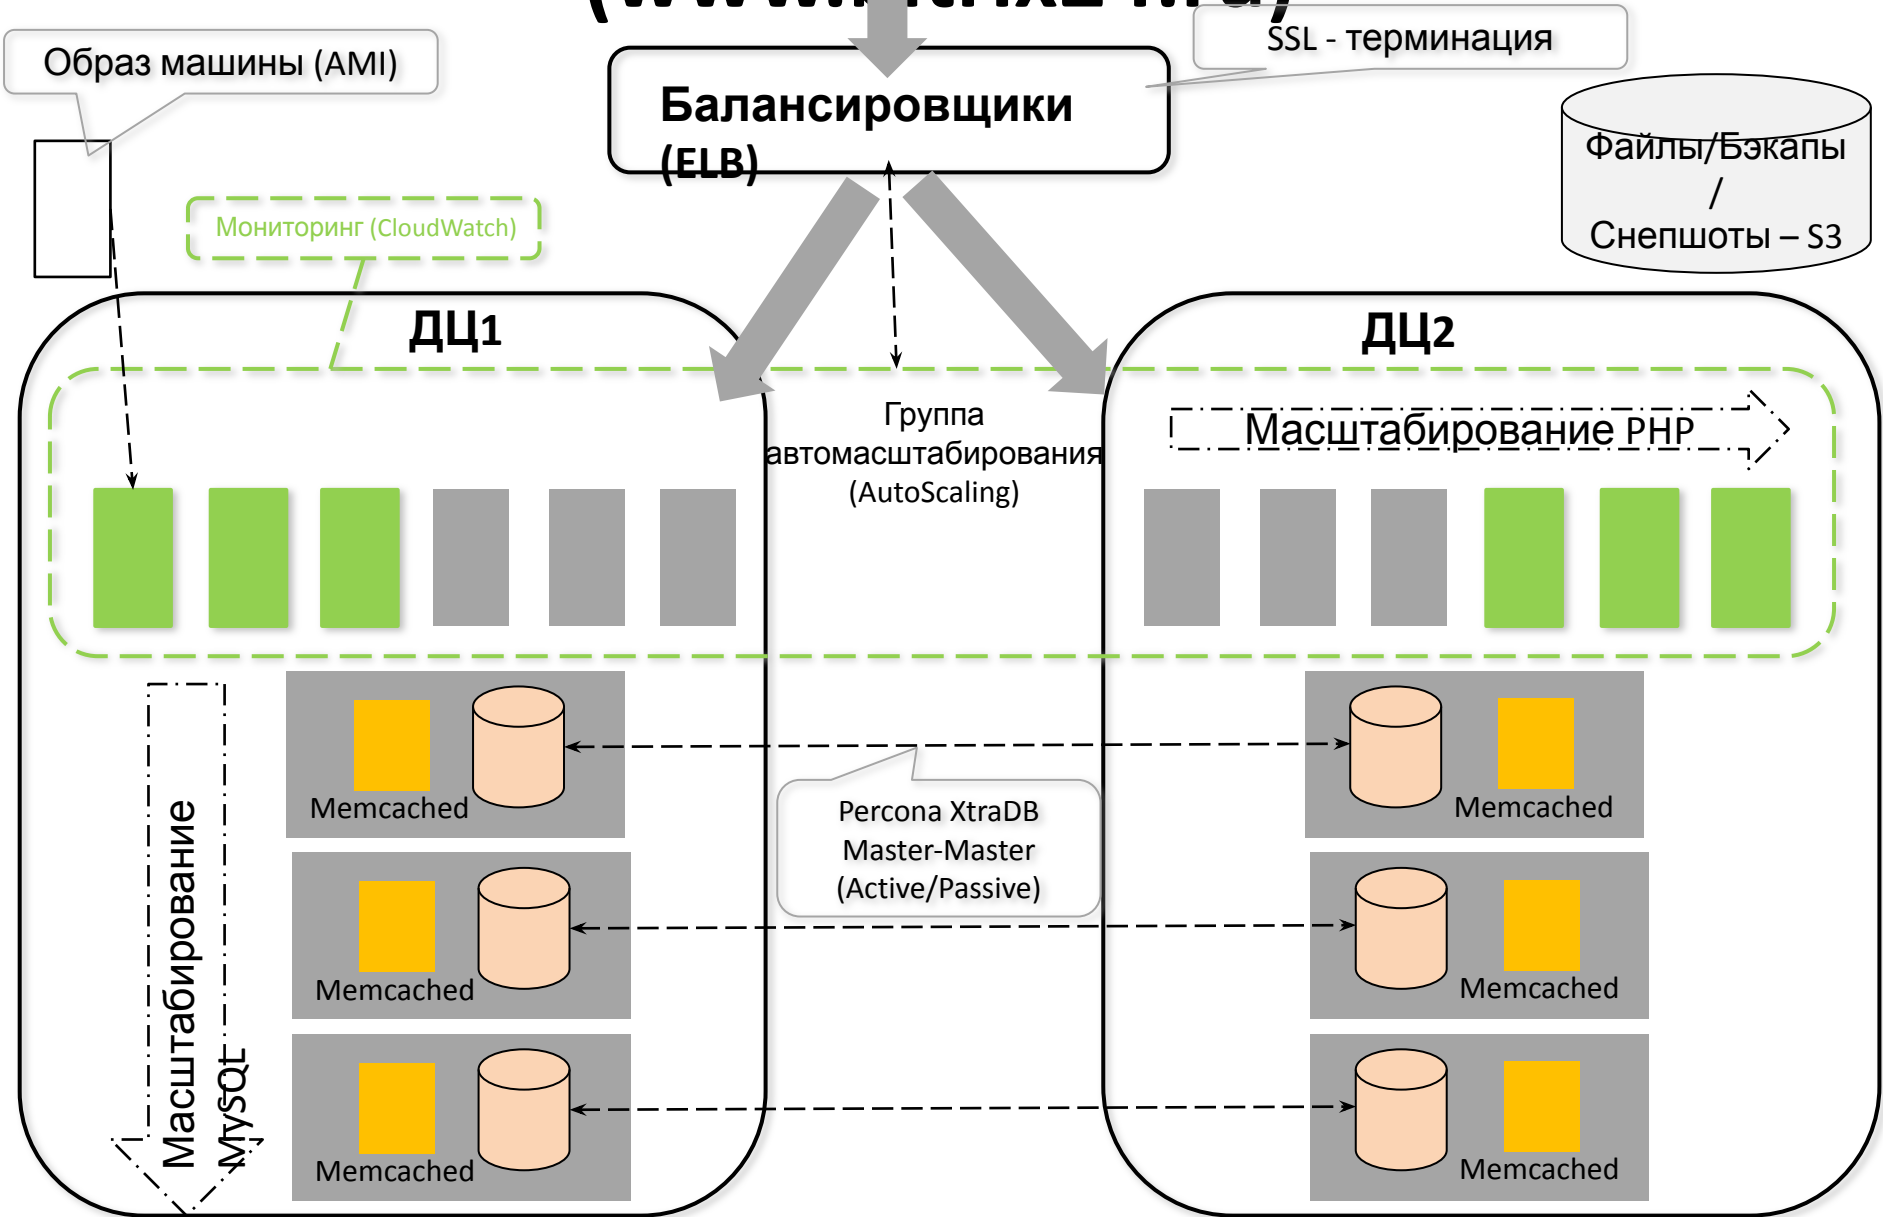 Образ машины (AMI)
SSL - терминация
Балансировщики
(ELB)
Файлы/Бэкапы
/
Снепшоты – S3
Мониторинг (CloudWatch)
ДЦ1
ДЦ2
Группа
автомасштабирования
(AutoScaling)
Масштабирование PHP
Масштабирование
MySQL
Memcached
Memcached
Percona XtraDB
Master-Master
(Active/Passive)
Memcached
Memcached
Memcached
Memcached